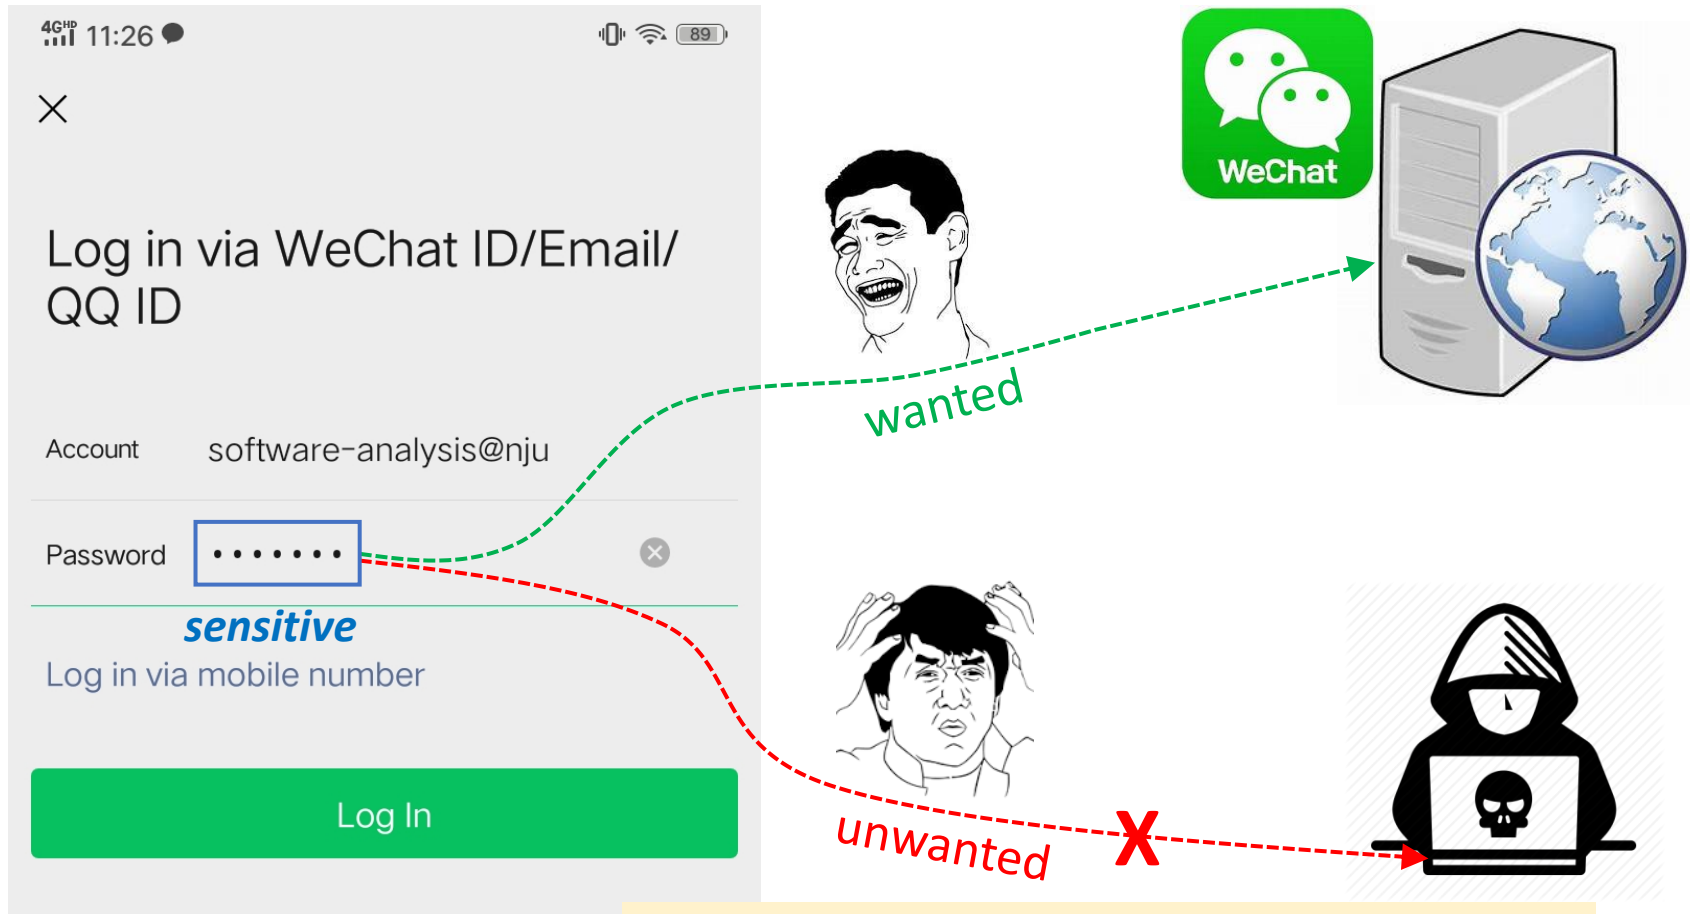 4G HD 11:26 89
Log in via WeChat ID/Email/
QQ ID
Account software-analysis@nju
Password •••••••
sensitive
Log in via mobile number
Log In
WeChat
wanted
unwanted
X